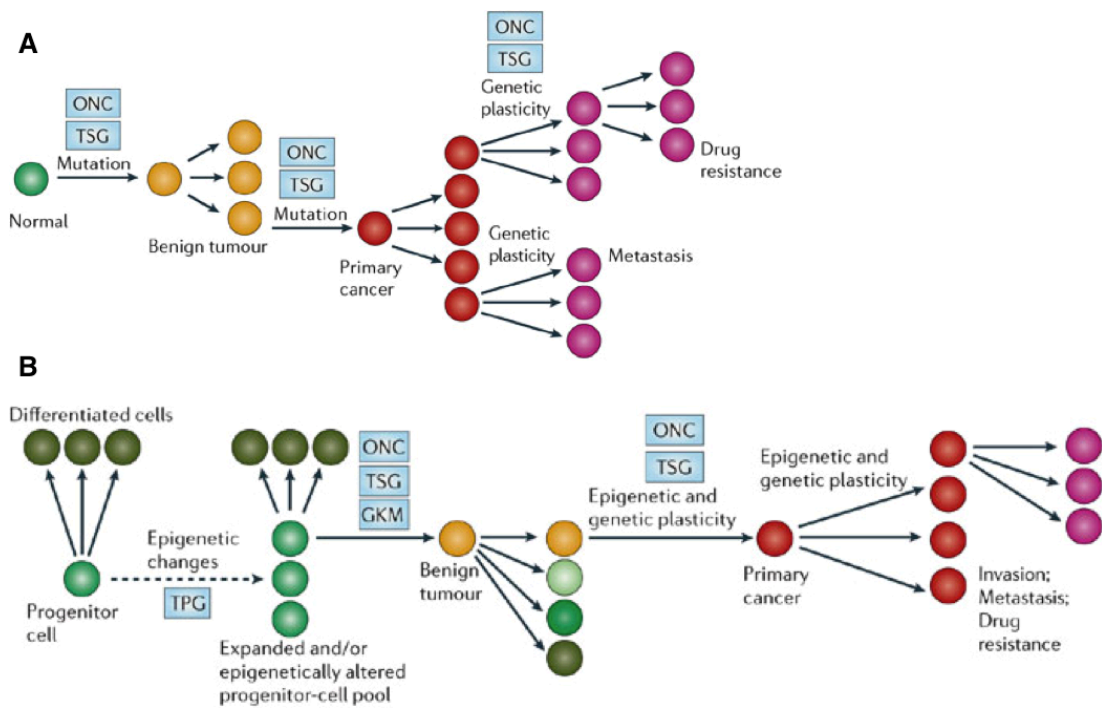 A
ONC
TSG
Mutation
Normal
Benign tumour
ONC
TSG
Mutation
Primary
cancer
ONC
TSG
Genetic
plasticity
Drug
resistance
Genetic
plasticity
Metastasis
B
Differentiated cells
Progenitor
cell
Epigenetic
changes
TPG
Expanded and/or
epigenetically altered
progenitor-cell pool
ONC
TSG
GKM
Benign
tumour
ONC
TSG
Epigenetic and
genetic plasticity
Primary
cancer
Epigenetic and
genetic plasticity
Invasion;
Metastasis;
Drug
resistance